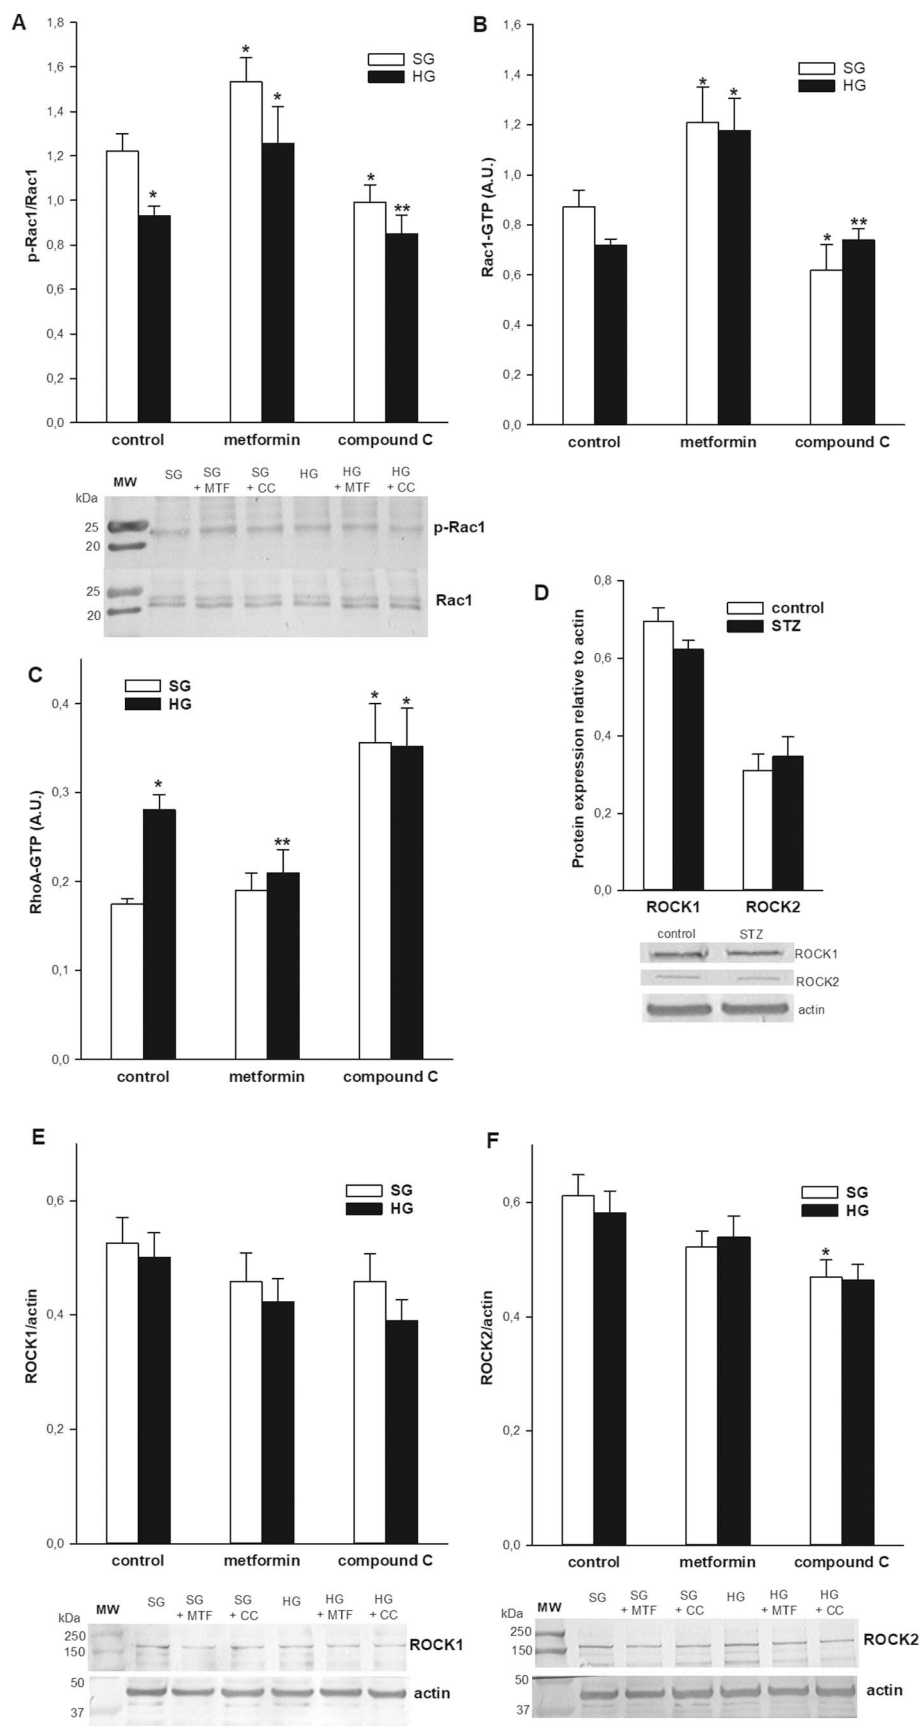 A
1,8
1,6
1,4
1,2
1,0
0,8
0,6
0,4
0,2
0,0
p-Rac1/Rac1
SG
HG
*
*
*
*
**
control metformin compound C
MW SG SG + MTF SG + CC HG HG + MTF HG + CC
kDa
25
20
p-Rac1
25
20
Rac1
B
1,6
1,4
1,2
1,0
0,8
0,6
0,4
0,2
0,0
Rac1-GTP (A.U.)
SG
HG
*
*
*
**
control metformin compound C
C
0,4
0,3
0,2
0,1
0,0
RhoA-GTP (A.U.)
SG
HG
*
**
*
*
control metformin compound C
D
0,8
0,6
0,4
0,2
0,0
Protein expression relative to actin
control
STZ
ROCK1 ROCK2
control STZ
ROCK1
ROCK2
actin
E
0,6
0,4
0,2
0,0
ROCK1/actin
SG
HG
control metformin compound C
MW SG SG + MTF SG + CC HG HG + MTF HG + CC
kDa
250
150
ROCK1
50
37
actin
F
0,6
0,4
0,2
0,0
ROCK2/actin
SG
HG
*
control metformin compound C
MW SG SG + MTF SG + CC HG HG + MTF HG + CC
kDa
250
150
ROCK2
50
37
actin